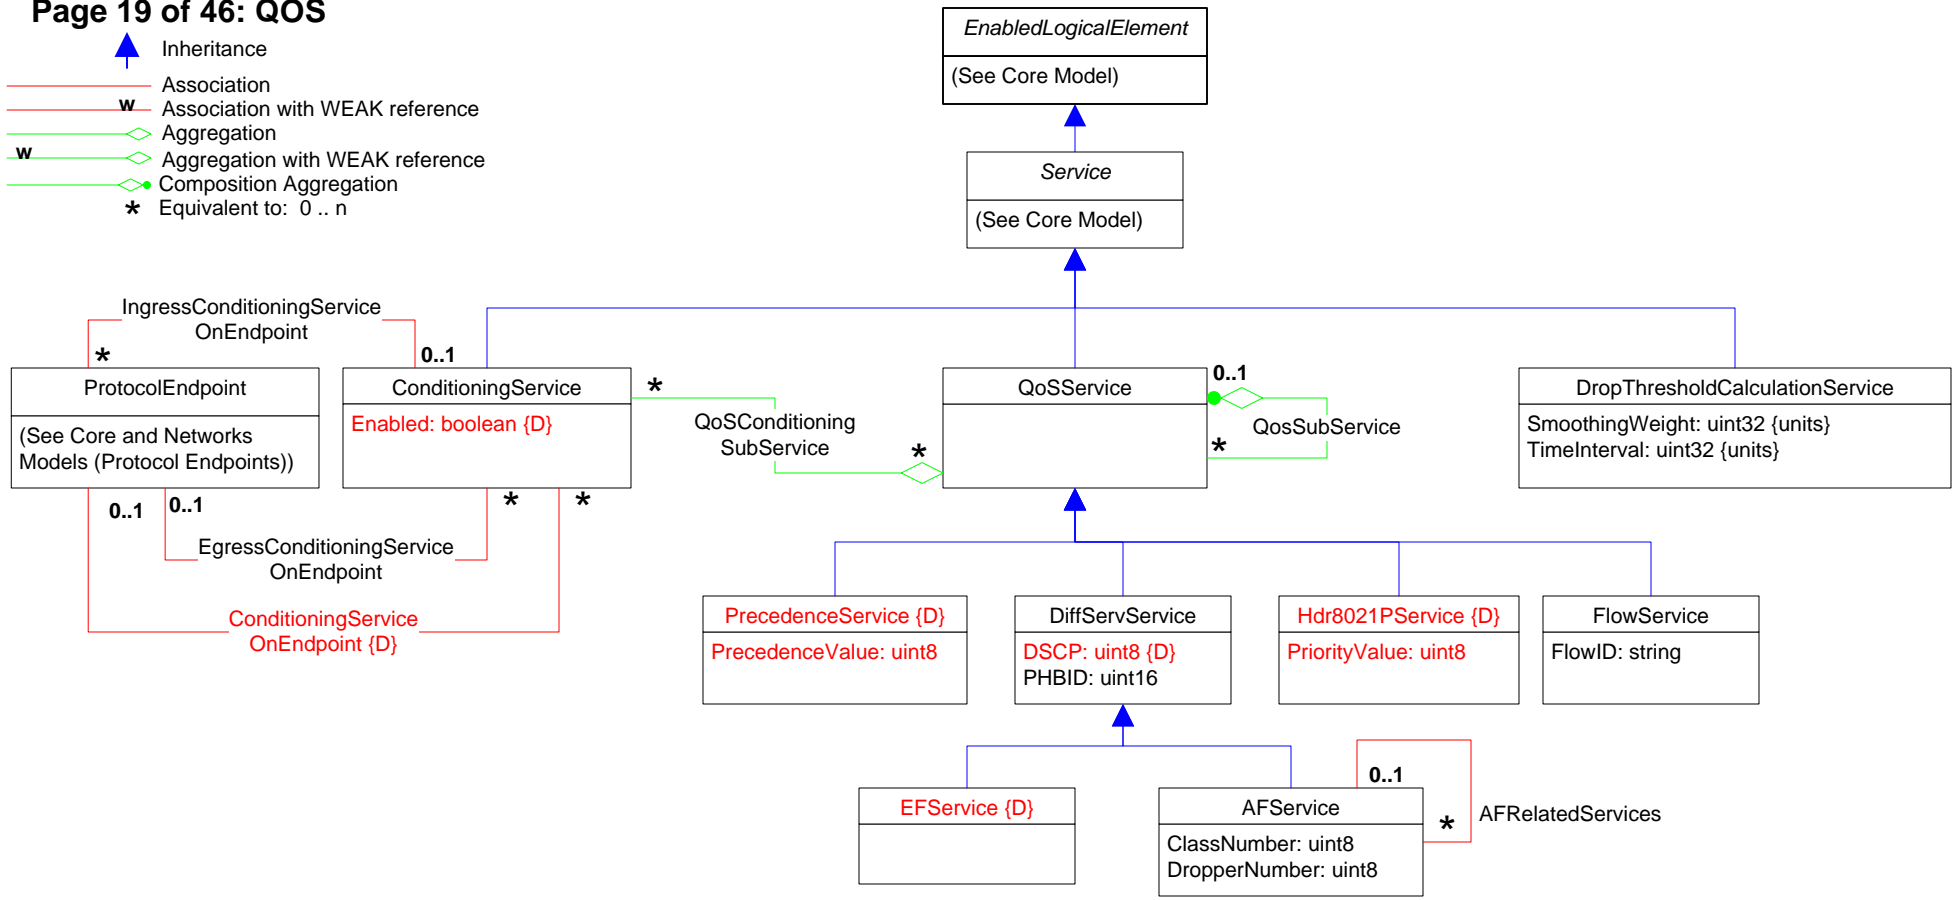 Page 19 of 46: QOS
Inheritance
Association
w
Association with WEAK reference
Aggregation
w
Aggregation with WEAK reference
Composition Aggregation
* Equivalent to: 0 .. n
EnabledLogicalElement
(See Core Model)
Service
(See Core Model)
IngressConditioningService
OnEndpoint
*
0..1
ProtocolEndpoint
(See Core and Networks
Models (Protocol Endpoints))
ConditioningService
Enabled: boolean {D}
*
QoSConditioning
SubService
*
QoSService
0..1
QosSubService
*
DropThresholdCalculationService
SmoothingWeight: uint32 {units}
TimeInterval: uint32 {units}
0..1
0..1
*
*
EgressConditioningService
OnEndpoint
ConditioningService
OnEndpoint {D}
PrecedenceService {D}
PrecedenceValue: uint8
DiffServService
DSCP: uint8 {D}
PHBID: uint16
Hdr8021PService {D}
PriorityValue: uint8
FlowService
FlowID: string
EFService {D}
AFService
ClassNumber: uint8
DropperNumber: uint8
0..1
*
AFRelatedServices